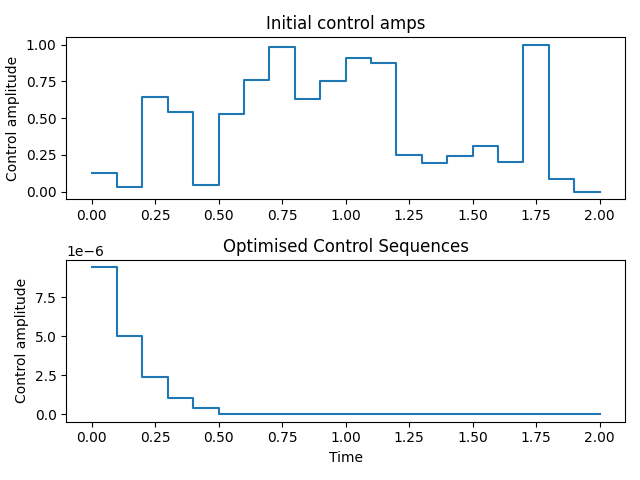 Initial control amps
Control amplitude
1.00
0.75
0.50
0.25
0.00
0.00 0.25 0.50 0.75 1.00 1.25 1.50 1.75 2.00
Optimised Control Sequences
1e−6
Control amplitude
7.5
5.0
2.5
0.0
0.00 0.25 0.50 0.75 1.00 1.25 1.50 1.75 2.00
Time